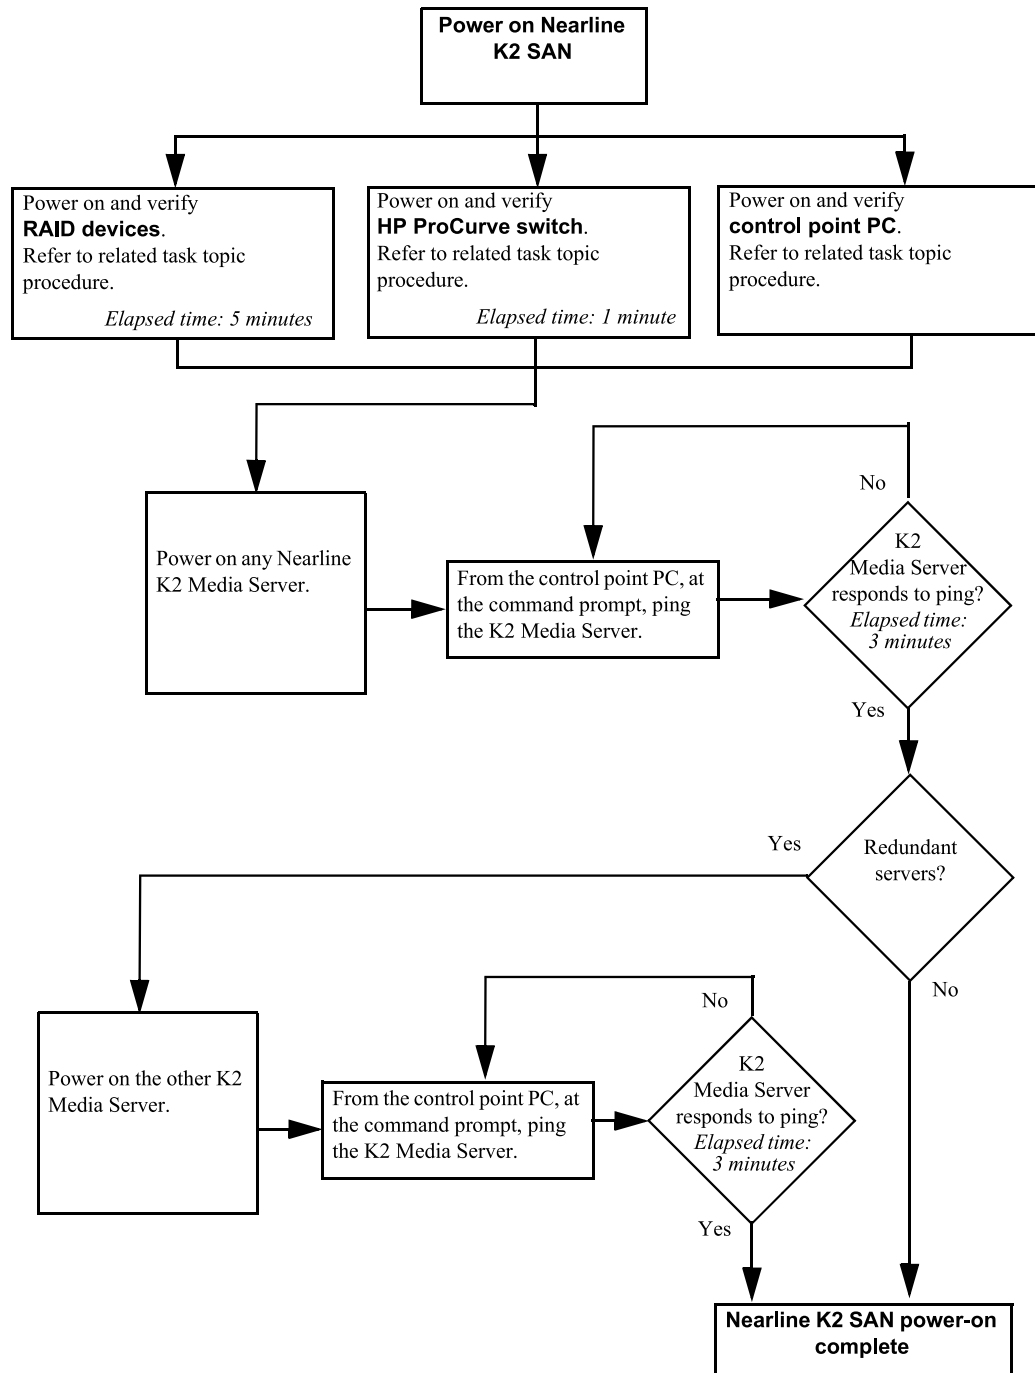 Power on Nearline
K2 SAN
Power on and verify
RAID devices.
Refer to related task topic
procedure.
Elapsed time: 5 minutes
Power on and verify
HP ProCurve switch.
Refer to related task topic
procedure.
Elapsed time: 1 minute
Power on and verify
control point PC.
Refer to related task topic
procedure.
Power on any Nearline
K2 Media Server.
From the control point PC, at
the command prompt, ping
the K2 Media Server.
No
K2
Media Server
responds to ping?
Elapsed time:
3 minutes
Yes
Redundant
servers?
Yes
No
Power on the other K2
Media Server.
From the control point PC, at
the command prompt, ping
the K2 Media Server.
No
K2
Media Server
responds to ping?
Elapsed time:
3 minutes
Yes
Nearline K2 SAN power-on
complete